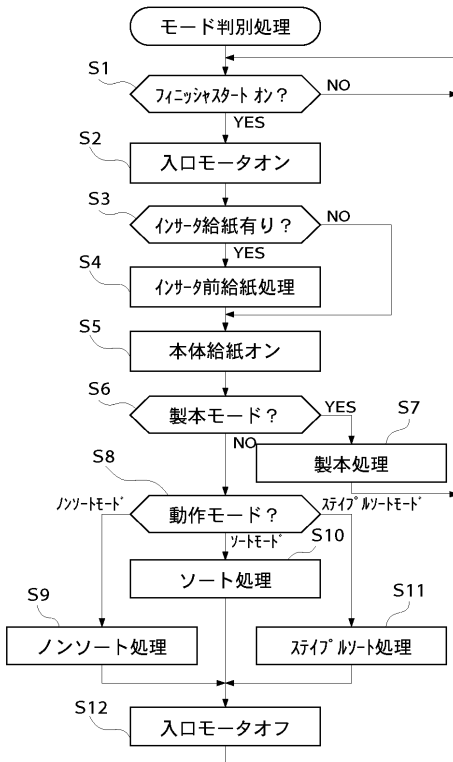 モード判別処理
S1
ﾌｨﾆｯｼｬｽﾀｰﾄ オン？
NO
YES
S2
入口モータオン
S3
ｲﾝｻｰﾀ給紙有り？
NO
YES
S4
ｲﾝｻｰﾀ前給紙処理
S5
本体給紙オン
S6
製本モード？
YES
S7
NO
製本処理
S8
動作モード？
ﾉﾝｿｰﾄﾓｰﾄﾞ
ｿｰﾄﾓｰﾄﾞ
ｽﾃｲﾌﾟﾙｿｰﾄﾓｰﾄﾞ
S10
ソート処理
S9
ノンソート処理
S11
ｽﾃｲﾌﾟﾙｿｰﾄ処理
S12
入口モータオフ